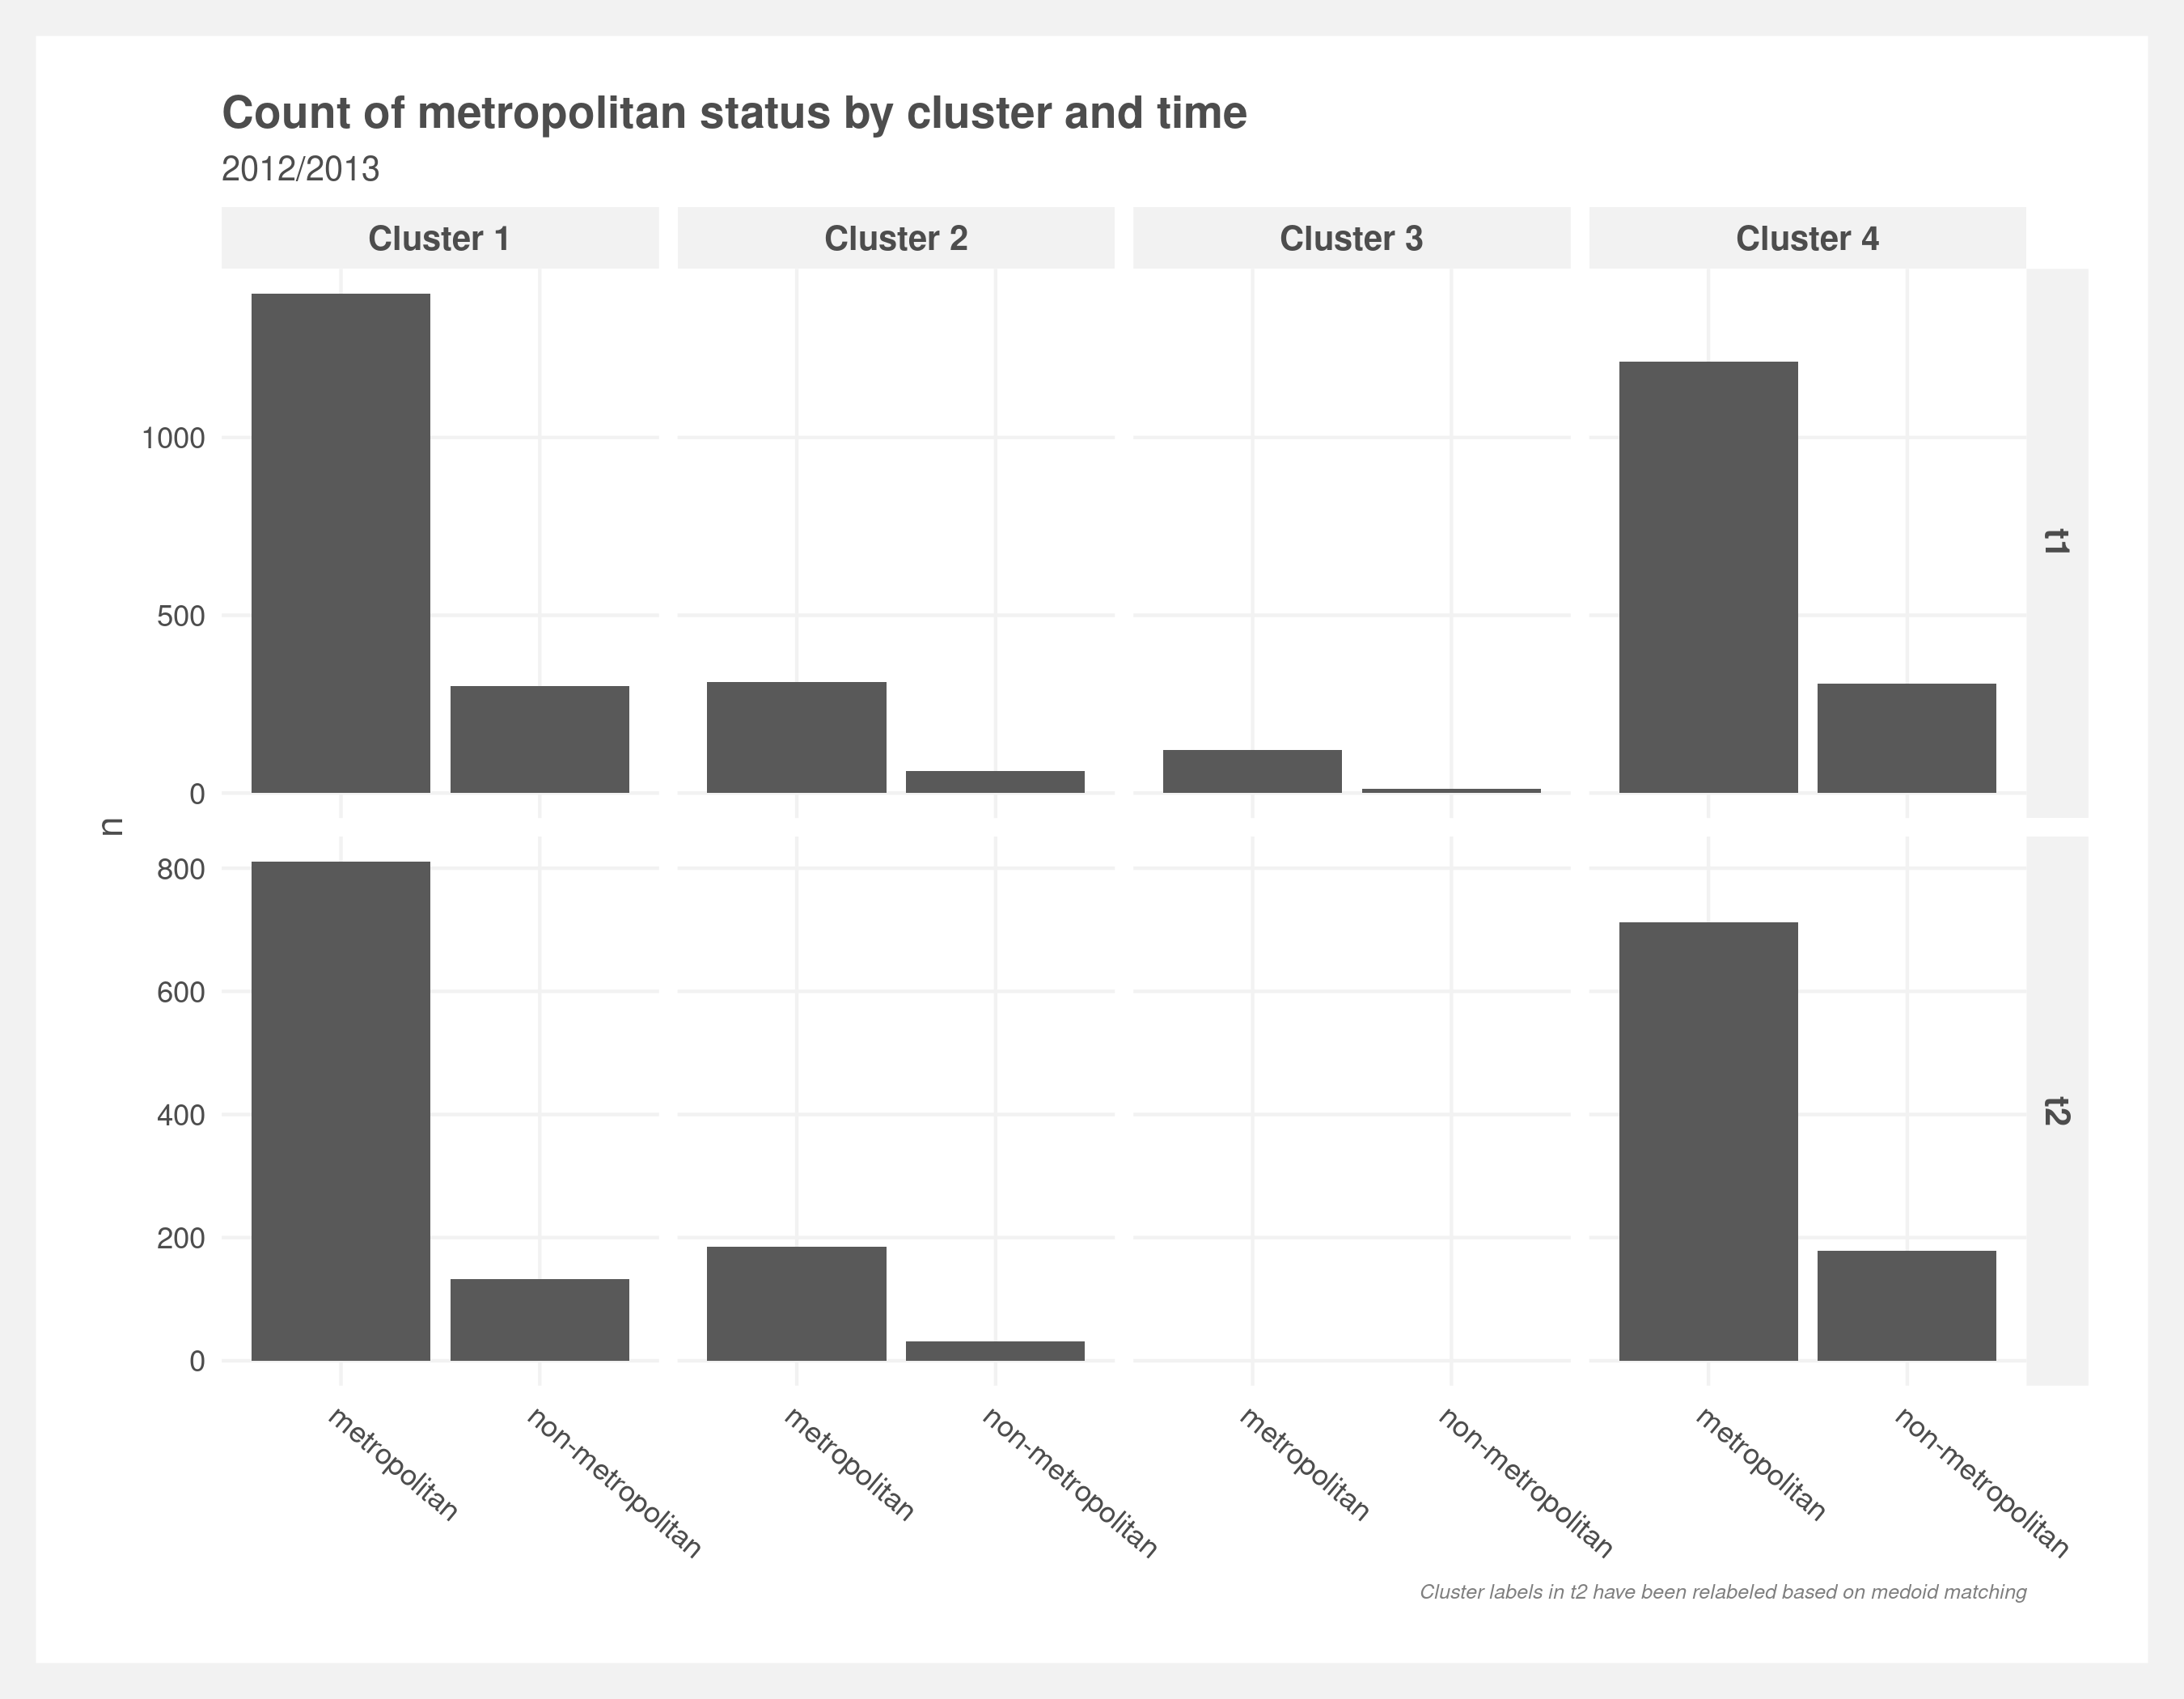 Count of metropolitan status by cluster and time
2012/2013
Cluster 1
Cluster 2
Cluster 3
Cluster 4
1000
500
0
t1
n
800
600
400
200
0
t2
metropolitan
non-metropolitan
metropolitan
non-metropolitan
metropolitan
non-metropolitan
metropolitan
non-metropolitan
Cluster labels in t2 have been relabeled based on medoid matching